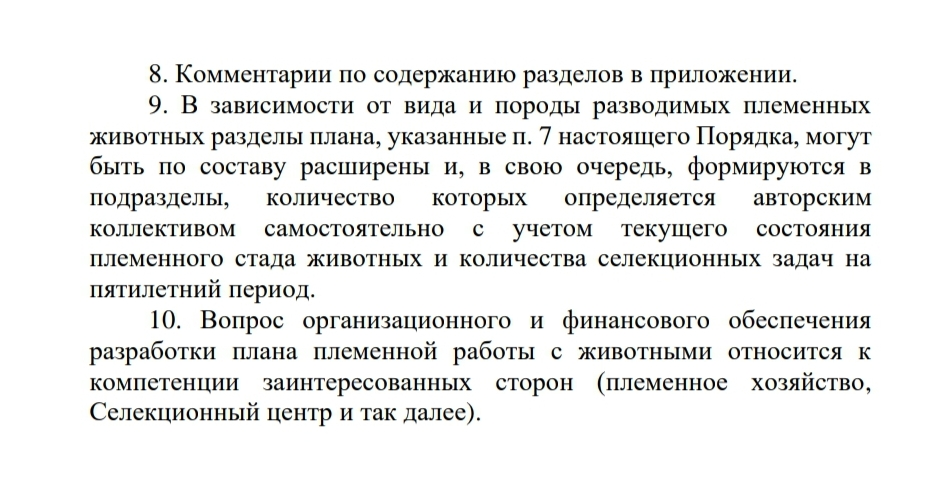 8. Комментарии по содержанию разделов в приложении.
9. В зависимости от вида и породы разводимых племенных
животных разделы плана, указанные п. 7 настоящего Порядка, могут
быть по составу расширены и, в свою очередь, формируются в
подразделы, количество которых определяется авторским
коллективом самостоятельно с учетом текущего состояния
племенного стада животных и количества селекционных задач на
пятилетний период.
10. Вопрос организационного и финансового обеспечения
разработки плана племенной работы с животными относится к
компетенции заинтересованных сторон (племенное хозяйство,
Селекционный центр и так далее).